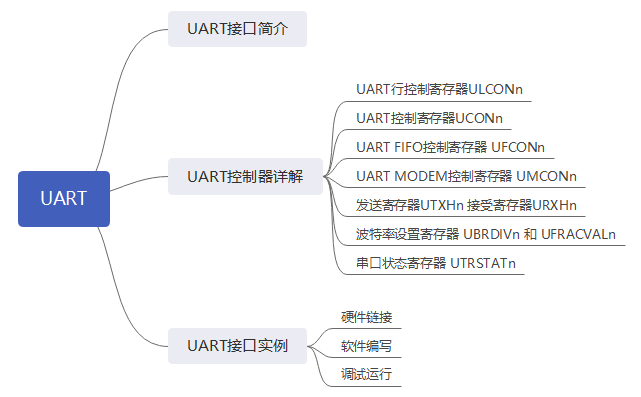 UART
UART接口简介
UART控制器详解
UART行控制寄存器ULCONn
UART控制寄存器UCONn
UART FIFO控制寄存器 UFCONn
UART MODEM控制寄存器 UMCONn
发送寄存器UTXHn 接受寄存器URXHn
波特率设置寄存器 UBRDIVn 和 UFRACVALn
串口状态寄存器 UTRSTATn
UART接口实例
硬件链接
软件编写
调试运行